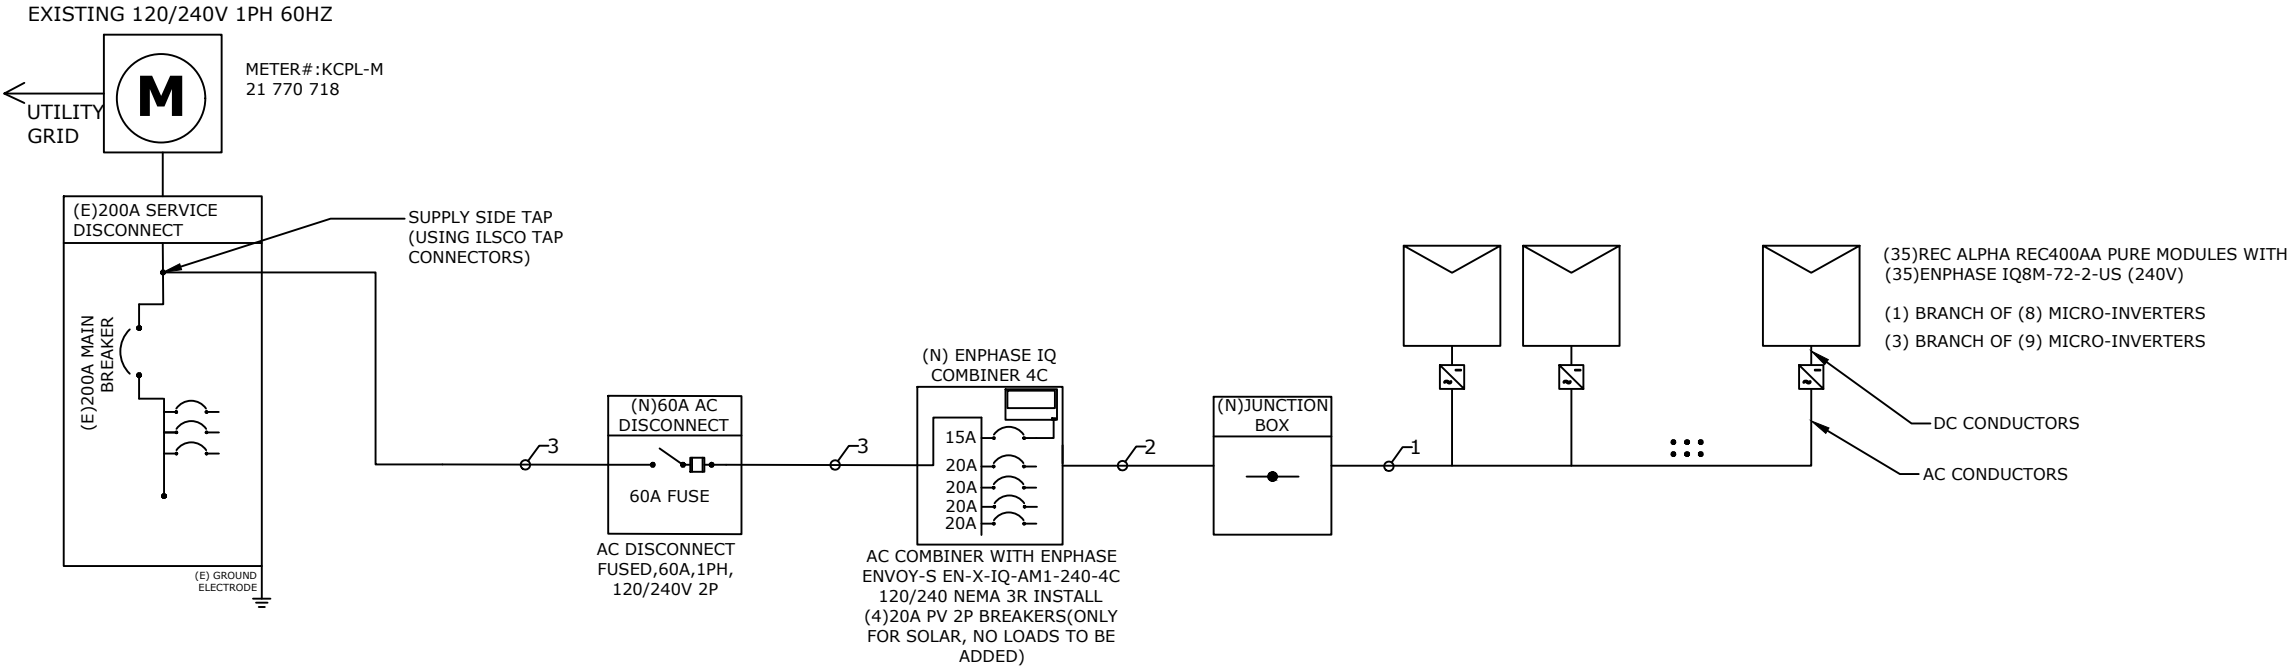 EXISTING 120/240V 1PH 60HZ
M
METER#:KCPL-M
21 770 718
UTILITY
GRID
(E)200A SERVICE
DISCONNECT
SUPPLY SIDE TAP
(USING ILSCO TAP
CONNECTORS)
(E)200A MAIN
BREAKER
(E) GROUND
ELECTRODE
3
(N)60A AC
DISCONNECT
60A FUSE
AC DISCONNECT
FUSED,60A,1PH,
120/240V 2P
3
(N) ENPHASE IQ
COMBINER 4C
15A
20A
20A
20A
20A
AC COMBINER WITH ENPHASE
ENVOY-S EN-X-IQ-AM1-240-4C
120/240 NEMA 3R INSTALL
(4)20A PV 2P BREAKERS(ONLY
FOR SOLAR, NO LOADS TO BE
ADDED)
2
(N)JUNCTION
BOX
1
(35)REC ALPHA REC400AA PURE MODULES WITH
(35)ENPHASE IQ8M-72-2-US (240V)
(1) BRANCH OF (8) MICRO-INVERTERS
(3) BRANCH OF (9) MICRO-INVERTERS
DC CONDUCTORS
AC CONDUCTORS